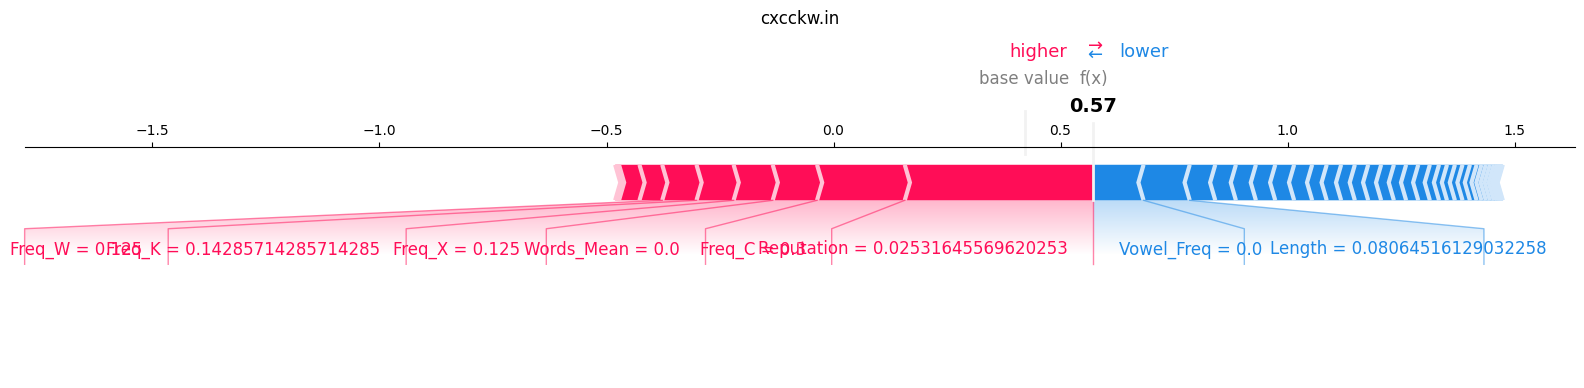 cxcckw.in
higher → ← lower
base value f(x)
0.57
−1.5 −1.0 −0.5 0.0 0.5 1.0 1.5
Freq_W = 0.125 Freq_K = 0.14285714285714285 Freq_X = 0.125 Words_Mean = 0.0 Freq_C = 0.3 Reputation = 0.02531645569620253 Vowel_Freq = 0.0 Length = 0.08064516129032258